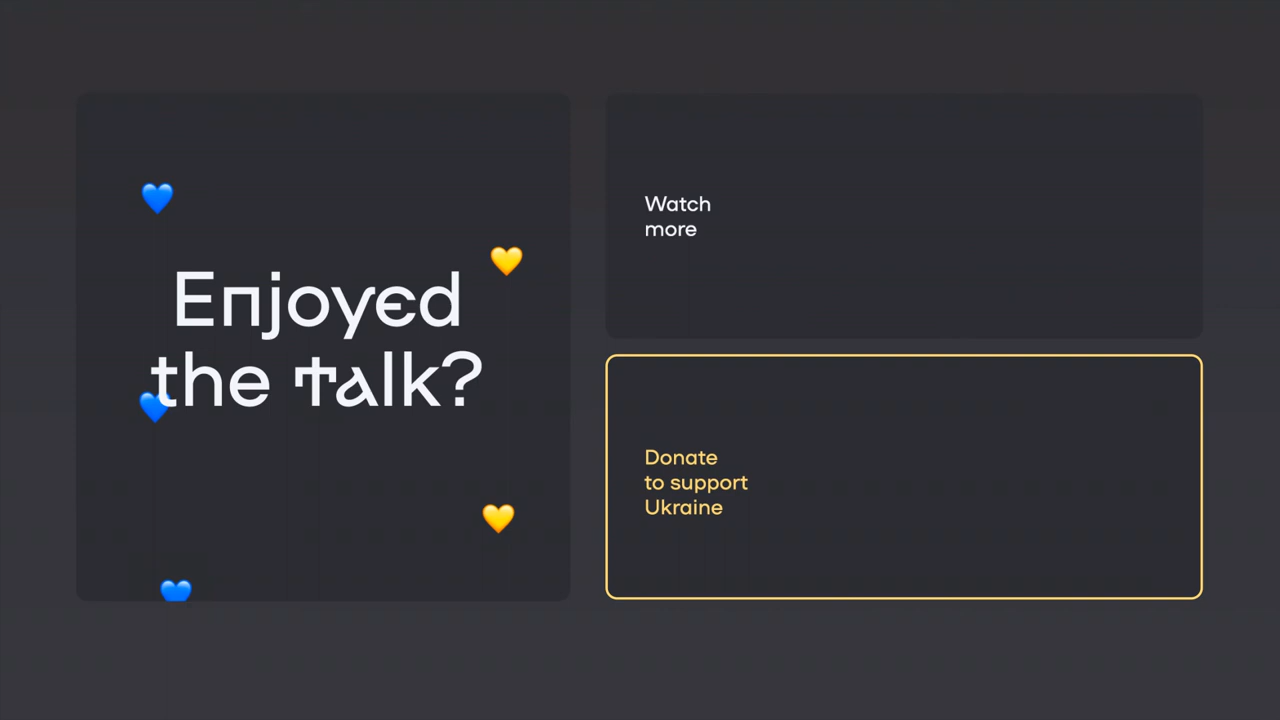 Enjoyed
the talk?
Watch
more
Donate
to support
Ukraine